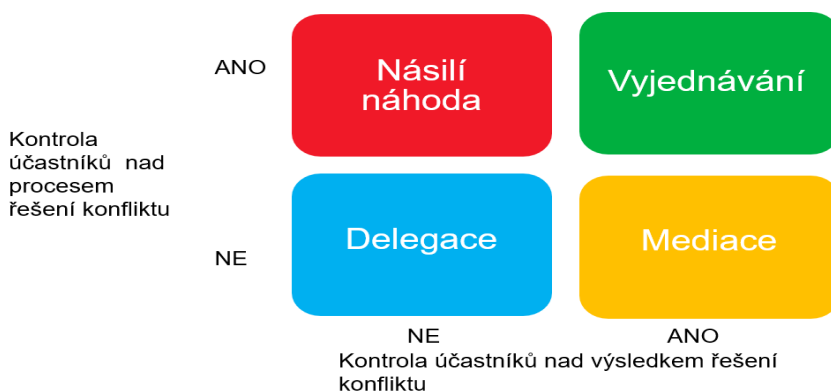 ANO
Násilí
náhoda
Vyjednávání
Kontrola
účastníků nad
procesem
řešení konfliktu
NE
Delegace
Mediace
NE
ANO
Kontrola účastníků nad výsledkem řešení
konfliktu